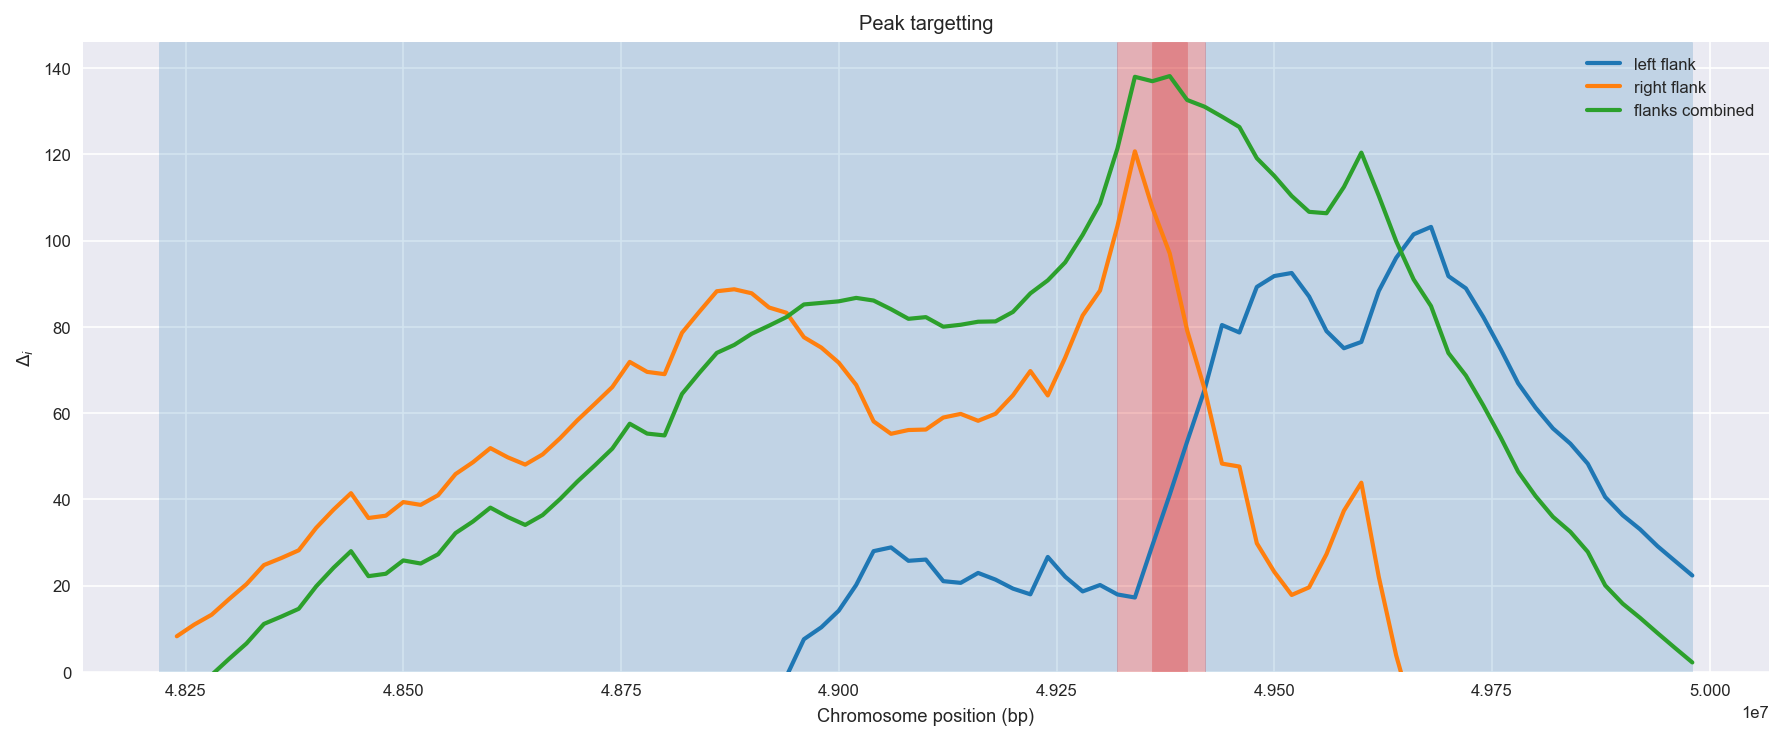 Peak targetting
140
120
100
80
60
40
20
0
Δi
left flank
right flank
flanks combined
4.825 4.850 4.875 4.900 4.925 4.950 4.975 5.000
1e7
Chromosome position (bp)